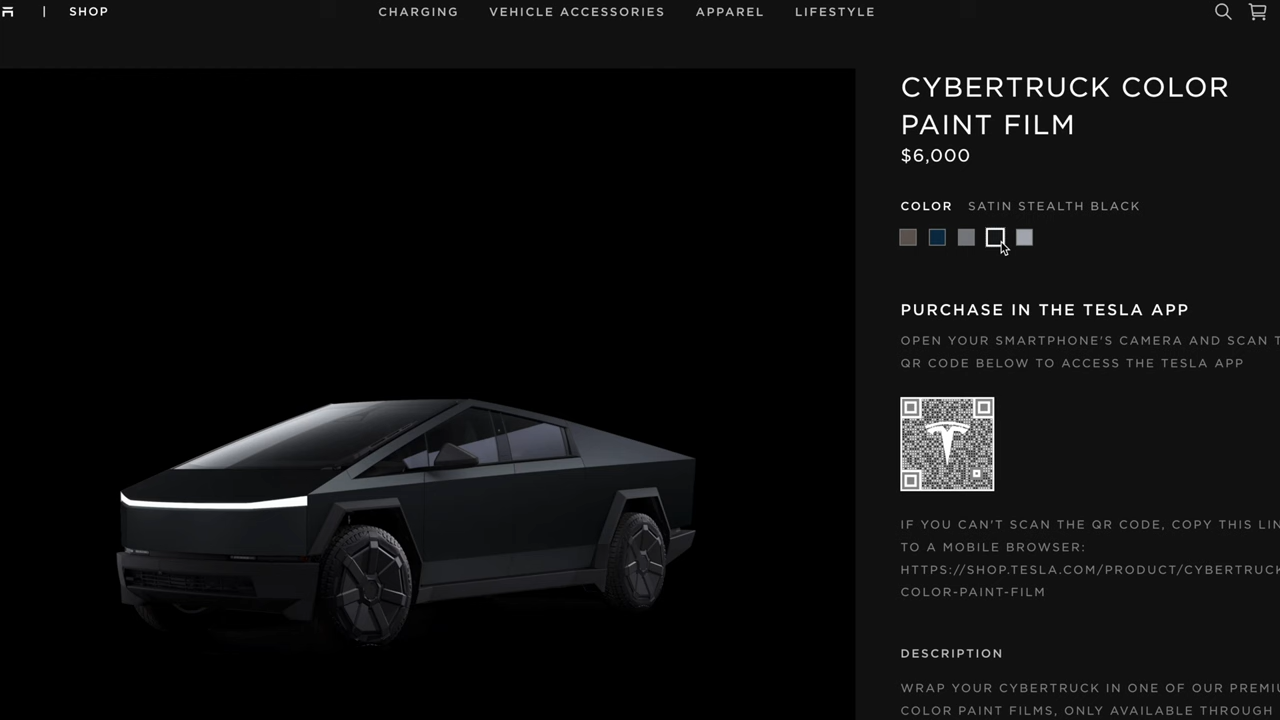 SHOP
CHARGING VEHICLE ACCESSORIES APPAREL LIFESTYLE
CYBERTRUCK COLOR
PAINT FILM
$6,000
COLOR SATIN STEALTH BLACK
PURCHASE IN THE TESLA APP
OPEN YOUR SMARTPHONE'S CAMERA AND SCAN
QR CODE BELOW TO ACCESS THE TESLA APP
IF YOU CAN'T SCAN THE QR CODE, COPY THIS
TO A MOBILE BROWSER:
HTTPS://SHOP.TESLA.COM/PRODUCT/CYBERTRUCK
COLOR-PAINT-FILM
DESCRIPTION
WRAP YOUR CYBERTRUCK IN ONE OF OUR
COLOR PAINT FILMS, ONLY AVAILABLE THROUGH